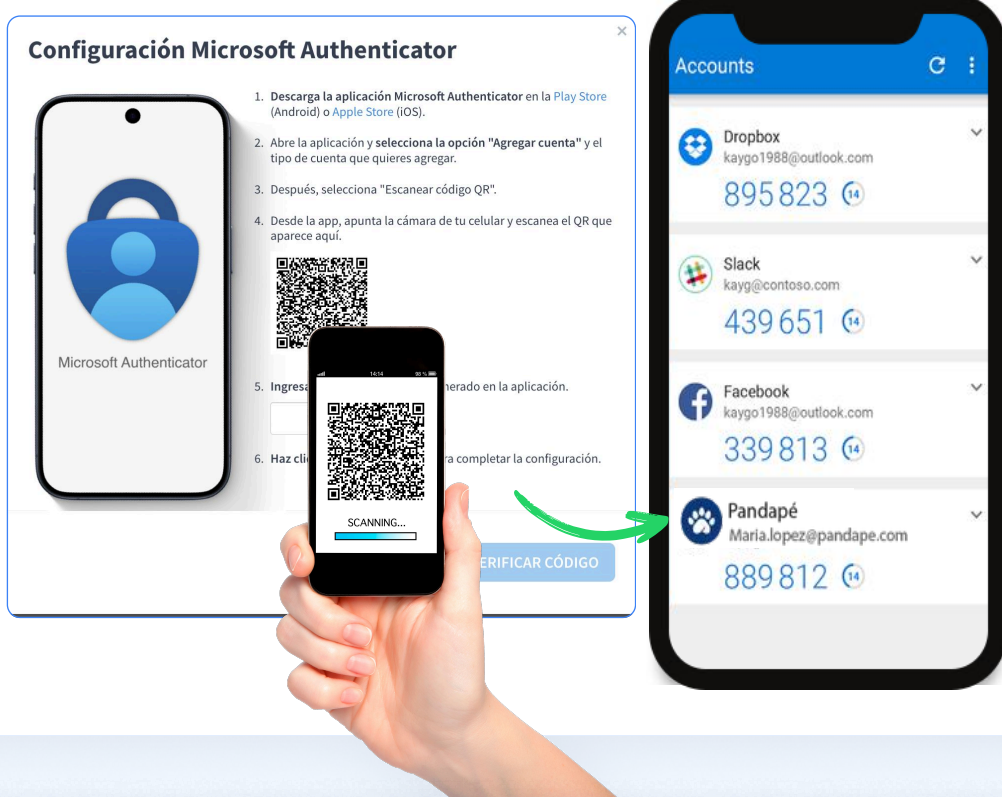 Configuración Microsoft Authenticator
×
1. Descarga la aplicación Microsoft Authenticator en la Play Store
(Android) o Apple Store (iOS).
2. Abre la aplicación y selecciona la opción "Agregar cuenta" y el
tipo de cuenta que quieres agregar.
3. Después, selecciona "Escanear código QR".
4. Desde la app, apunta la cámara de tu celular y escanea el QR que
aparece aquí.
Microsoft Authenticator
14:14 98 %
5. Ingresa en la aplicación.
6. Haz completar la configuración.
SCANNING...
CÓDIGO
Accounts
Dropbox
kaygo1988@outlook.com
895 823 14
Slack
kayg@contoso.com
439 651 14
Facebook
kaygo1988@outlook.com
339 813 14
Pandapé
Maria.lopez@pandape.com
889 812 14